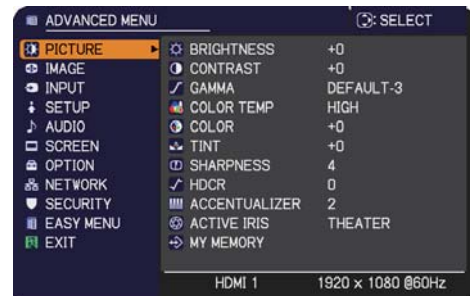 ADVANCED MENU : SELECT
PICTURE BRIGHTNESS +0
IMAGE CONTRAST +0
INPUT GAMMA DEFAULT-3
SETUP COLOR TEMP HIGH
AUDIO COLOR +0
SCREEN TINT +0
OPTION SHARPNESS 4
NETWORK HDCR 0
SECURITY ACCENTUALIZER 2
EASY MENU ACTIVE IRIS THEATER
EXIT MY MEMORY
HDMI 1 1920 x 1080 @60Hz